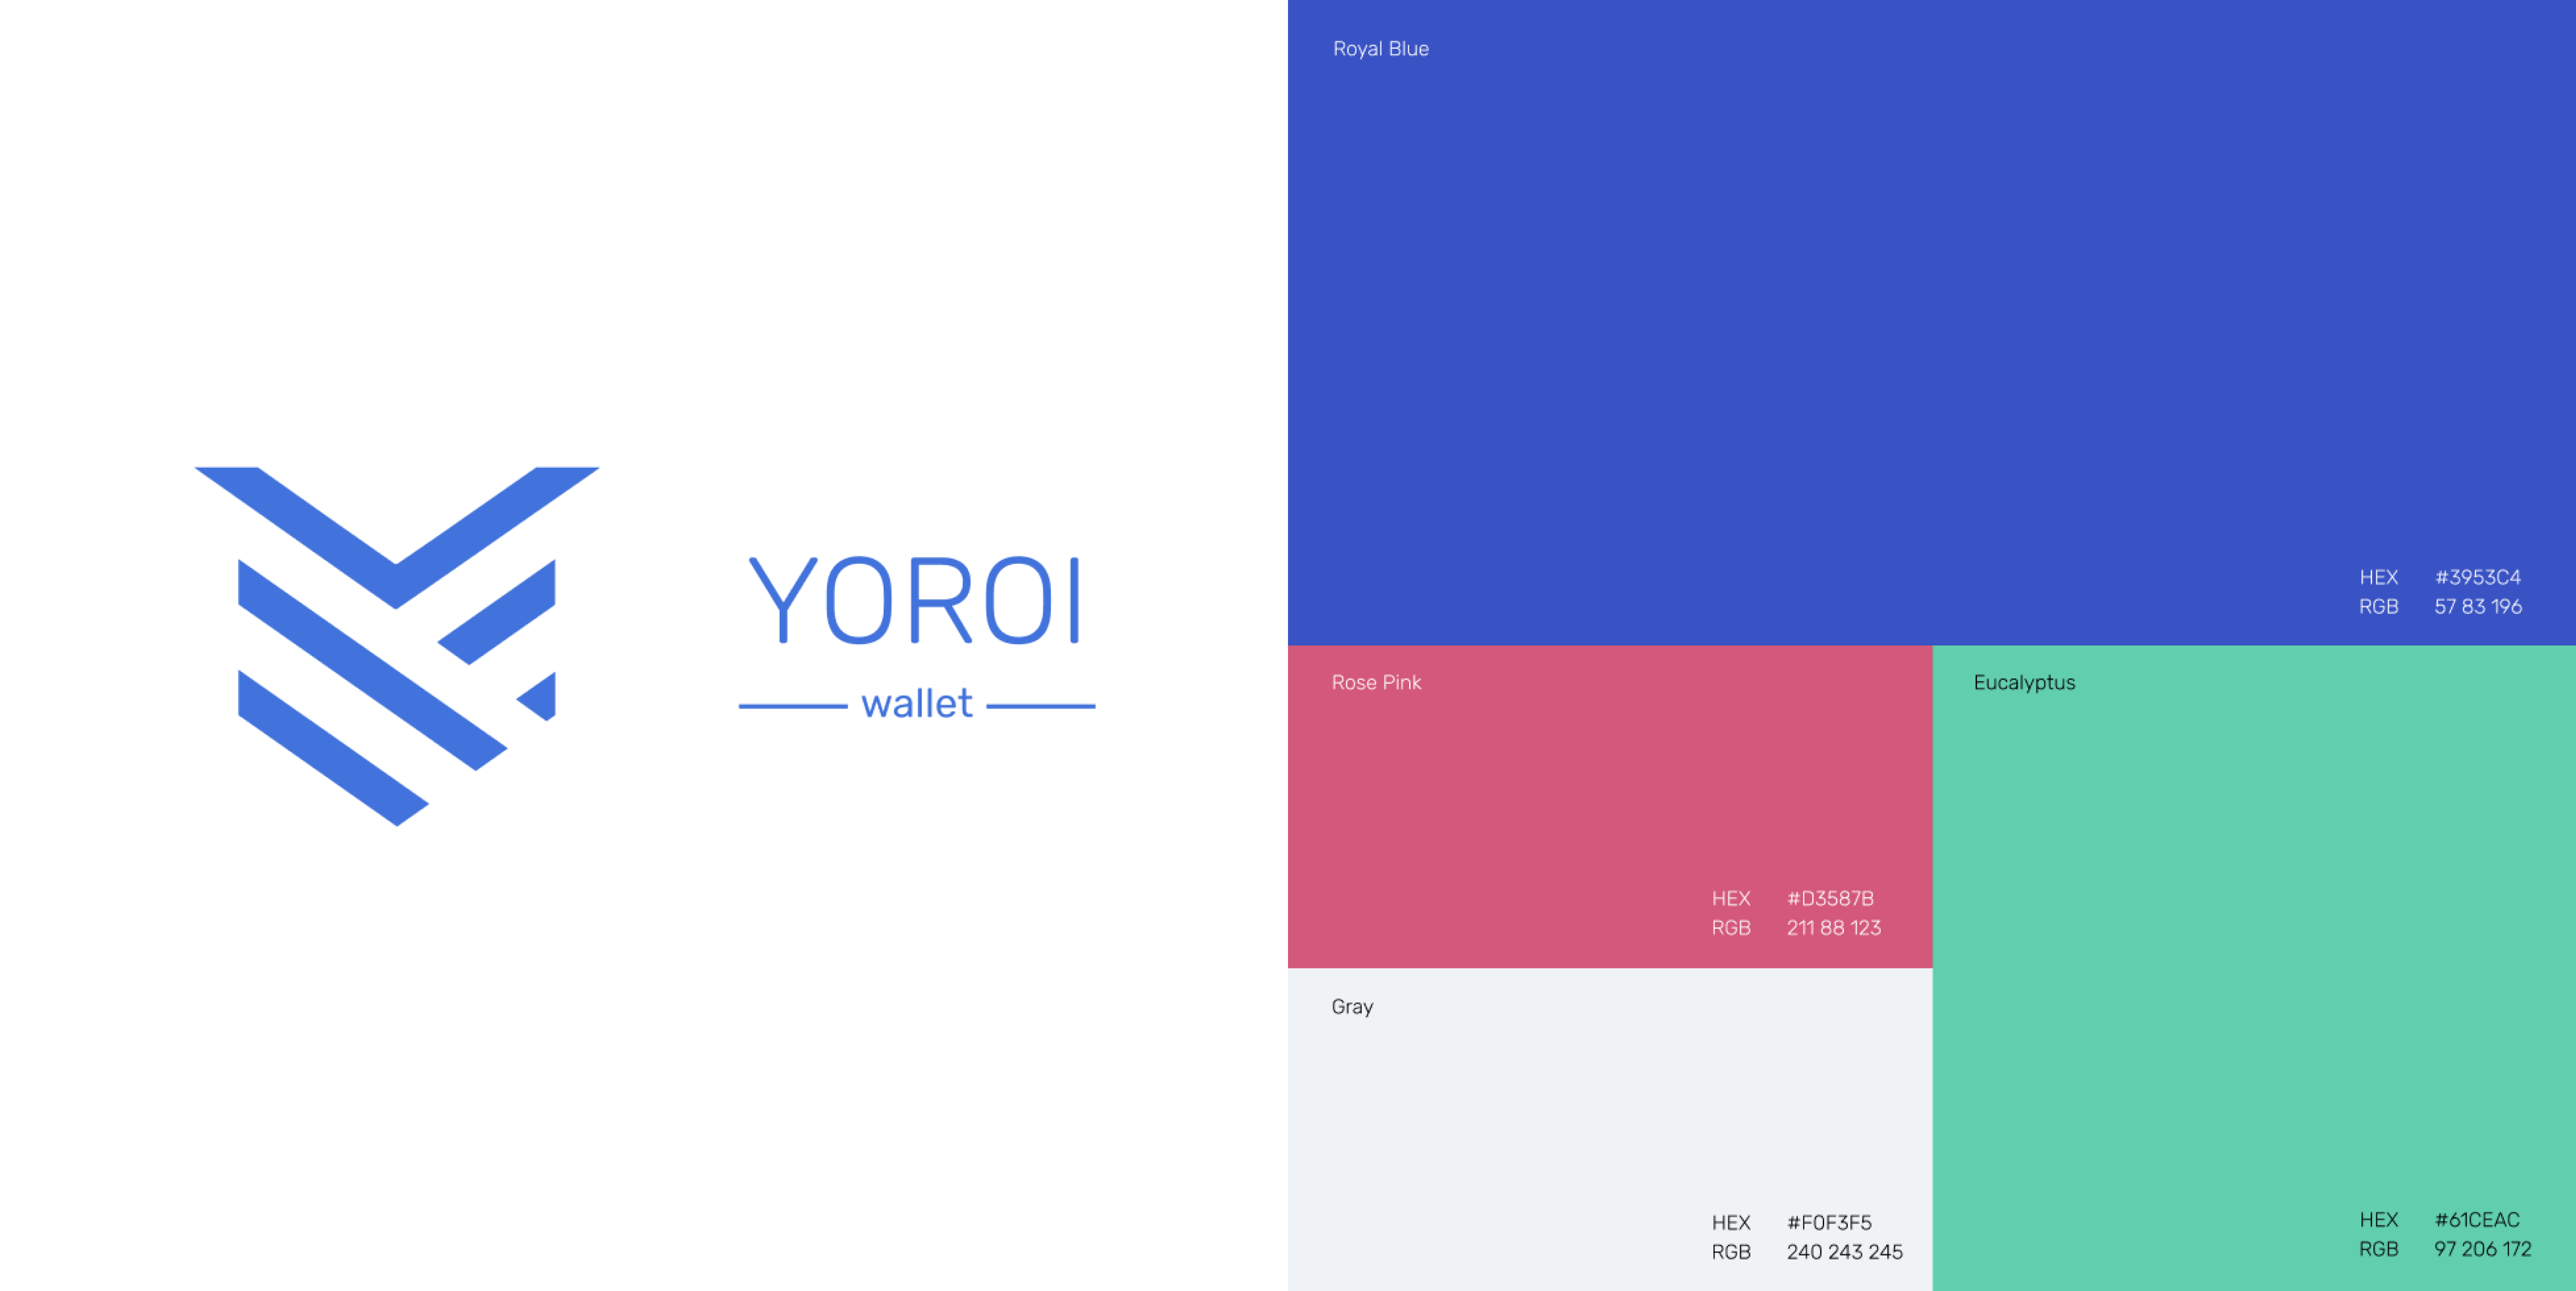 YOROI
wallet
Royal Blue
HEX #3953C4
RGB 57 83 196
Rose Pink
HEX #D3587B
RGB 211 88 123
Eucalyptus
HEX #61CEAC
RGB 97 206 172
Gray
HEX #F0F3F5
RGB 240 243 245